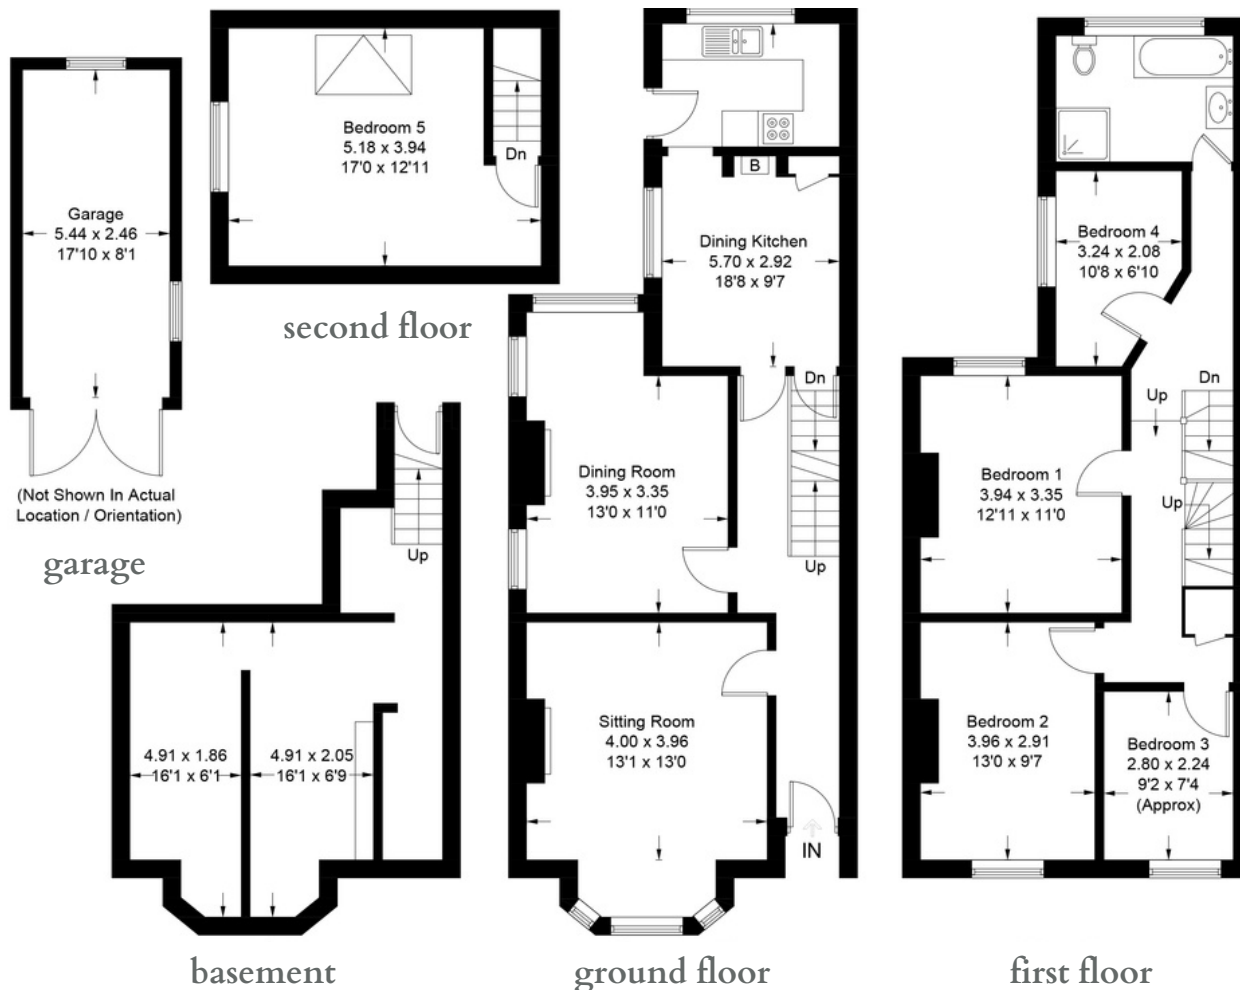 Garage
5.44 x 2.46
17'10 x 8'1
(Not Shown In Actual
Location / Orientation)
garage
Bedroom 5
5.18 x 3.94
17'0 x 12'11
Dn
second floor
Up
4.91 x 1.86
16'1 x 6'1
4.91 x 2.05
16'1 x 6'9
basement
B
Dining Kitchen
5.70 x 2.92
18'8 x 9'7
Dn
Dining Room
3.95 x 3.35
13'0 x 11'0
Up
Sitting Room
4.00 x 3.96
13'1 x 13'0
IN
ground floor
Bedroom 4
3.24 x 2.08
10'8 x 6'10
Up
Dn
Bedroom 1
3.94 x 3.35
12'11 x 11'0
Up
Bedroom 2
3.96 x 2.91
13'0 x 9'7
Bedroom 3
2.80 x 2.24
9'2 x 7'4
(Approx)
first floor